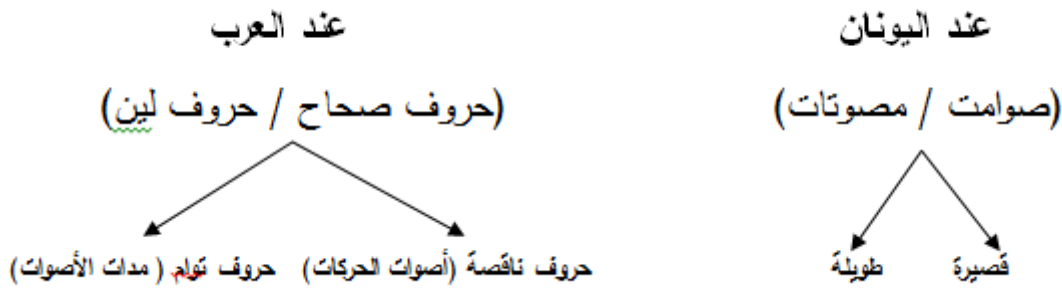 عند اليونان
عند العرب
(صوامت / مصوتات)
(حروف صحاح / حروف لين)
قصيرة
طويلة
حروف ناقصة (أصوات الحركات)
حروف توام (مدات الأصوات)